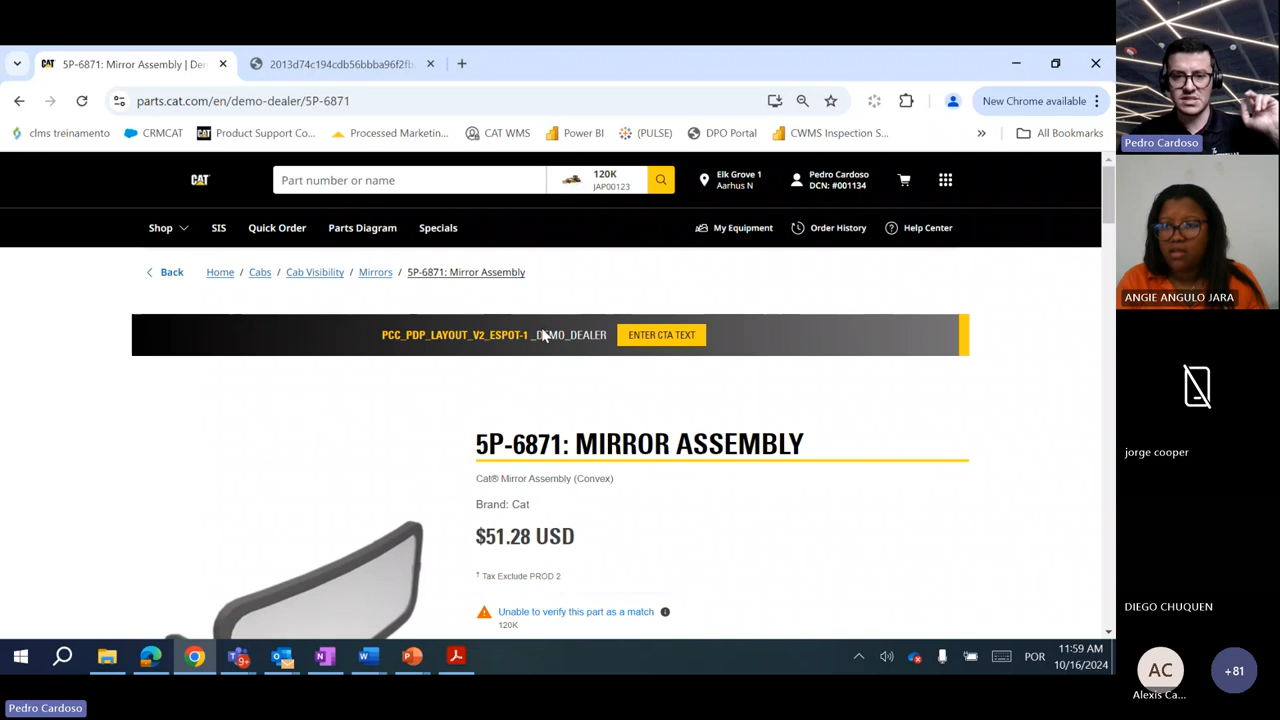 5P-6871: Mirror Assembly | De
2013d74c194cdb56bbba96f2fb
parts.cat.com/en/demo-dealer/5P-6871
New Chrome available
clms treinamento
CRMCAT
CAT
Product Support Co...
Processed Marketin...
CAT WMS
Power BI
(PULSE)
DPO Portal
CWMS Inspection S...
All Bookmarks
CAT
Part number or name
120K
JAP00123
Elk Grove 1
Aarhus N
Pedro Cardoso
DCN: #001134
Shop
SIS
Quick Order
Parts Diagram
Specials
My Equipment
Order History
Help Center
Back
Home / Cabs / Cab Visibility / Mirrors / 5P-6871: Mirror Assembly
PCC_PDP_LAYOUT_V2_ESPOT-1 _DEMO_DEALER
ENTER CTA TEXT
5P-6871: MIRROR ASSEMBLY
Cat® Mirror Assembly (Convex)
Brand: Cat
$51.28 USD
† Tax Exclude PROD 2
Unable to verify this part as a match
120K
POR
11:59 AM
10/16/2024
Pedro Cardoso
Pedro Cardoso
ANGIE ANGULO JARA
jorge cooper
DIEGO CHUQUEN
AC
Alexis Ca...
+81